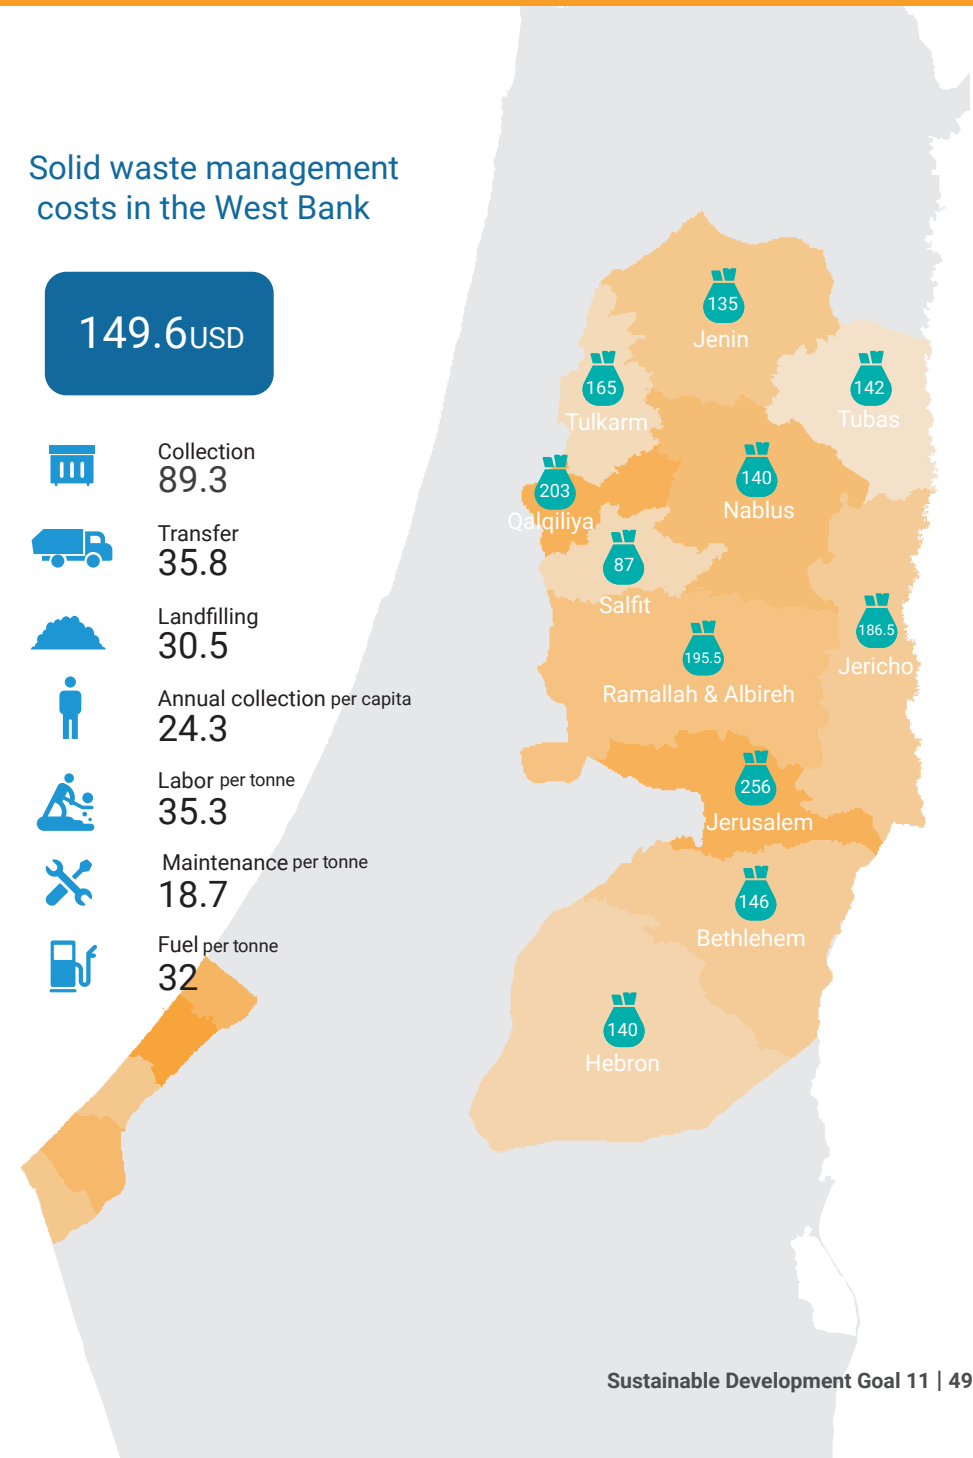 Solid waste management
costs in the West Bank
149.6USD
Collection
89.3
Transfer
35.8
Landfilling
30.5
Annual collection per capita
24.3
Labor per tonne
35.3
Maintenance per tonne
18.7
Fuel per tonne
32
135
Jenin
165
Tulkarm
142
Tubas
203
Qalqiliya
140
Nablus
87
Salfit
195.5
Ramallah & Albireh
186.5
Jericho
256
Jerusalem
146
Bethlehem
140
Hebron
Sustainable Development Goal 11 | 49